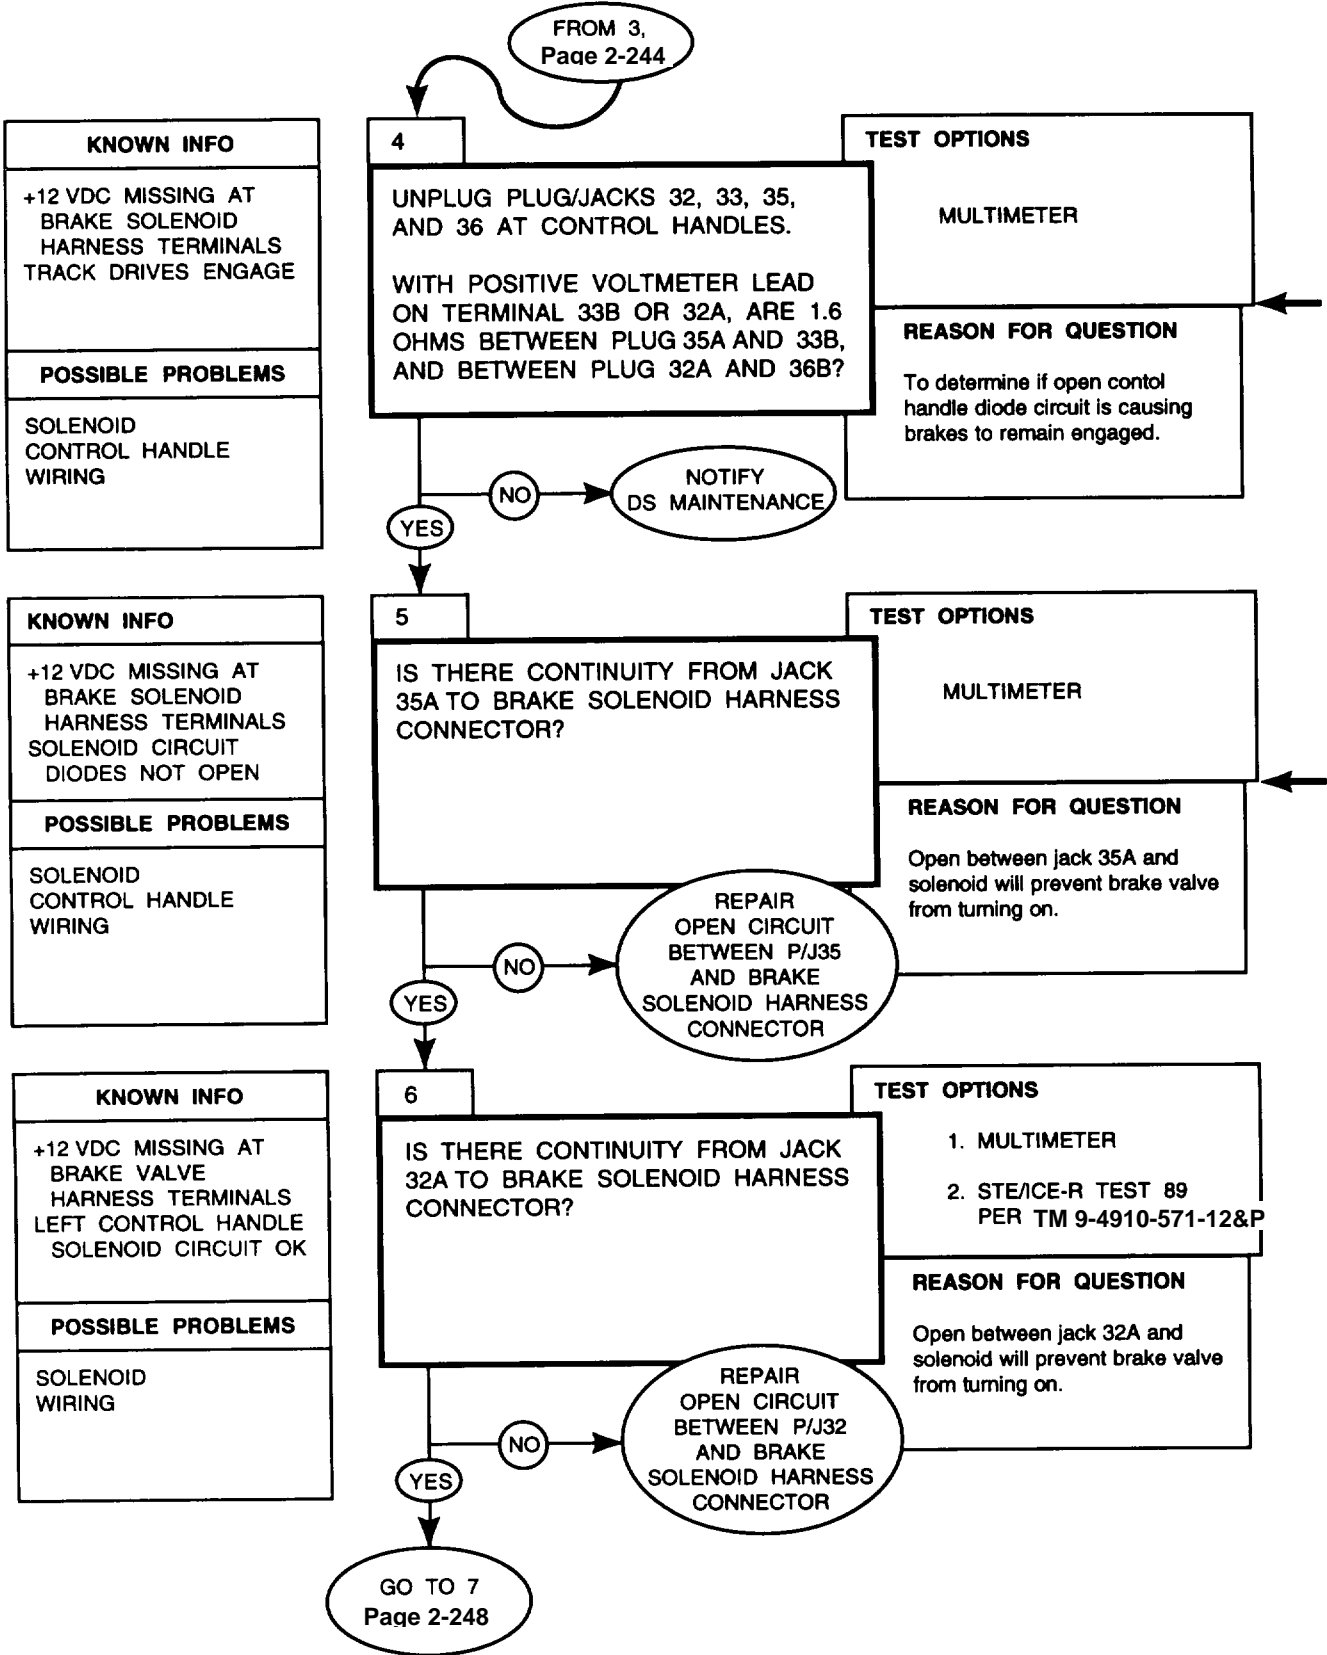 FROM 3,
Page 2-244
KNOWN INFO
+12 VDC MISSING AT
BRAKE SOLENOID
HARNESS TERMINALS
TRACK DRIVES ENGAGE
POSSIBLE PROBLEMS
SOLENOID
CONTROL HANDLE
WIRING
4
UNPLUG PLUG/JACKS 32, 33, 35,
AND 36 AT CONTROL HANDLES.
WITH POSITIVE VOLTMETER LEAD
ON TERMINAL 33B OR 32A, ARE 1.6
OHMS BETWEEN PLUG 35A AND 33B,
AND BETWEEN PLUG 32A AND 36B?
TEST OPTIONS
MULTIMETER
REASON FOR QUESTION
To determine if open contol
handle diode circuit is causing
brakes to remain engaged.
NO
NOTIFY
DS MAINTENANCE
YES
KNOWN INFO
+12 VDC MISSING AT
BRAKE SOLENOID
HARNESS TERMINALS
SOLENOID CIRCUIT
DIODES NOT OPEN
POSSIBLE PROBLEMS
SOLENOID
CONTROL HANDLE
WIRING
5
IS THERE CONTINUITY FROM JACK
35A TO BRAKE SOLENOID HARNESS
CONNECTOR?
TEST OPTIONS
MULTIMETER
REASON FOR QUESTION
Open between jack 35A and
solenoid will prevent brake valve
from turning on.
NO
REPAIR
OPEN CIRCUIT
BETWEEN P/J35
AND BRAKE
SOLENOID HARNESS
CONNECTOR
YES
KNOWN INFO
+12 VDC MISSING AT
BRAKE VALVE
HARNESS TERMINALS
LEFT CONTROL HANDLE
SOLENOID CIRCUIT OK
POSSIBLE PROBLEMS
SOLENOID
WIRING
6
IS THERE CONTINUITY FROM JACK
32A TO BRAKE SOLENOID HARNESS
CONNECTOR?
TEST OPTIONS
1. MULTIMETER
2. STE/ICE-R TEST 89
PER TM 9-4910-571-12&P
REASON FOR QUESTION
Open between jack 32A and
solenoid will prevent brake valve
from turning on.
NO
REPAIR
OPEN CIRCUIT
BETWEEN P/J32
AND BRAKE
SOLENOID HARNESS
CONNECTOR
YES
GO TO 7
Page 2-248